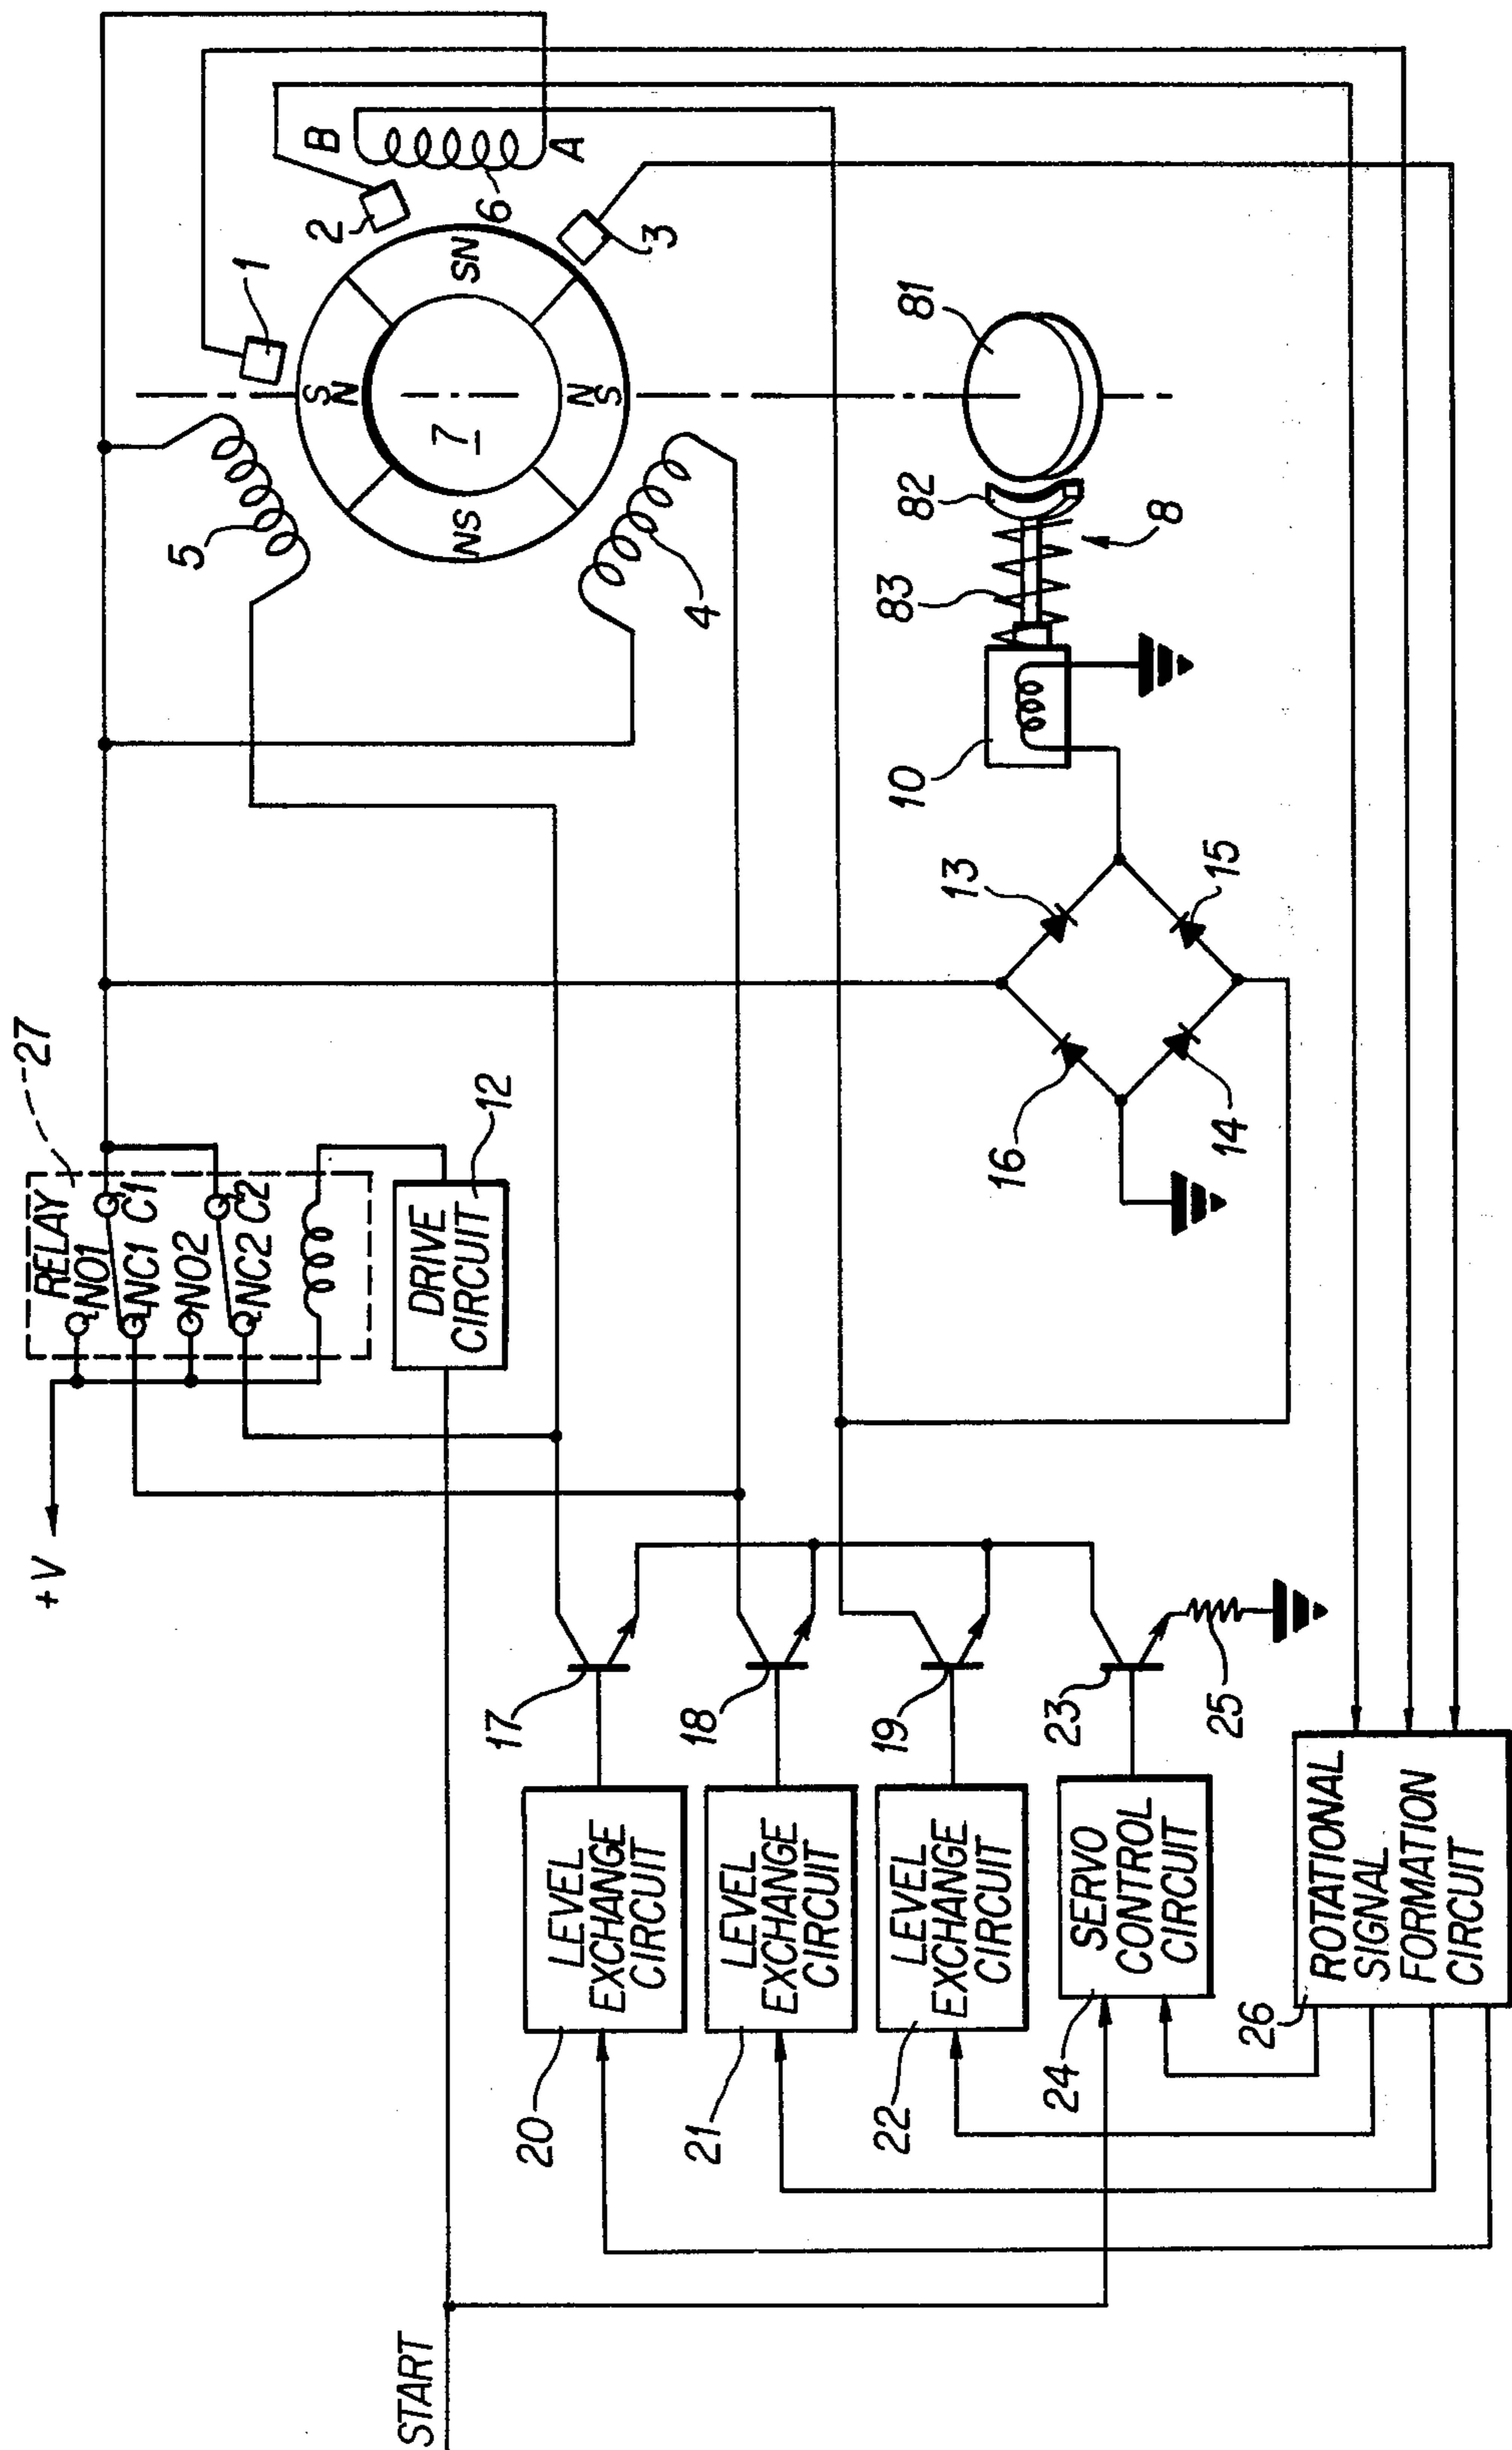 START
+V
RELAY
27
NO1
NC1 C1
NO2
NC2 C2
DRIVE
CIRCUIT
12
5
1
2
B
6
A
3
S
N
SN
N
S
NS
7
4
81
82
83
8
10
13
15
16
14
17
18
19
23
25
LEVEL
EXCHANGE
CIRCUIT
20
LEVEL
EXCHANGE
CIRCUIT
21
LEVEL
EXCHANGE
CIRCUIT
22
SERVO
CONTROL
CIRCUIT
24
ROTATIONAL
SIGNAL
FORMATION
CIRCUIT
26